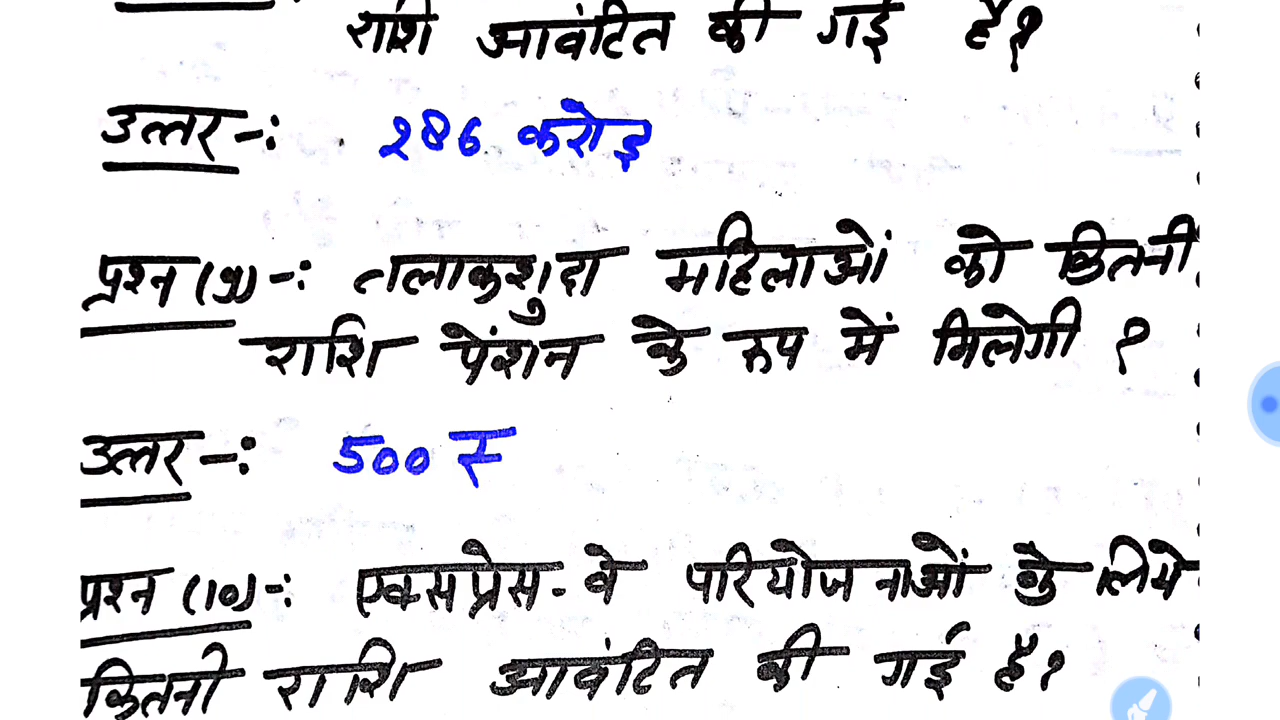 राशि आवंटित की गई है?
उत्तर -: 286 करोड़
प्रश्न (9) -: तलाकशुदा महिलाओं को कितनी
राशि पेंशन के रुप में मिलेगी ?
उत्तर -: 500 ₹
प्रश्न (10) -: एक्सप्रेस-वे परियोजनाओं के लिये
कितनी राशि आवंटित की गई है?